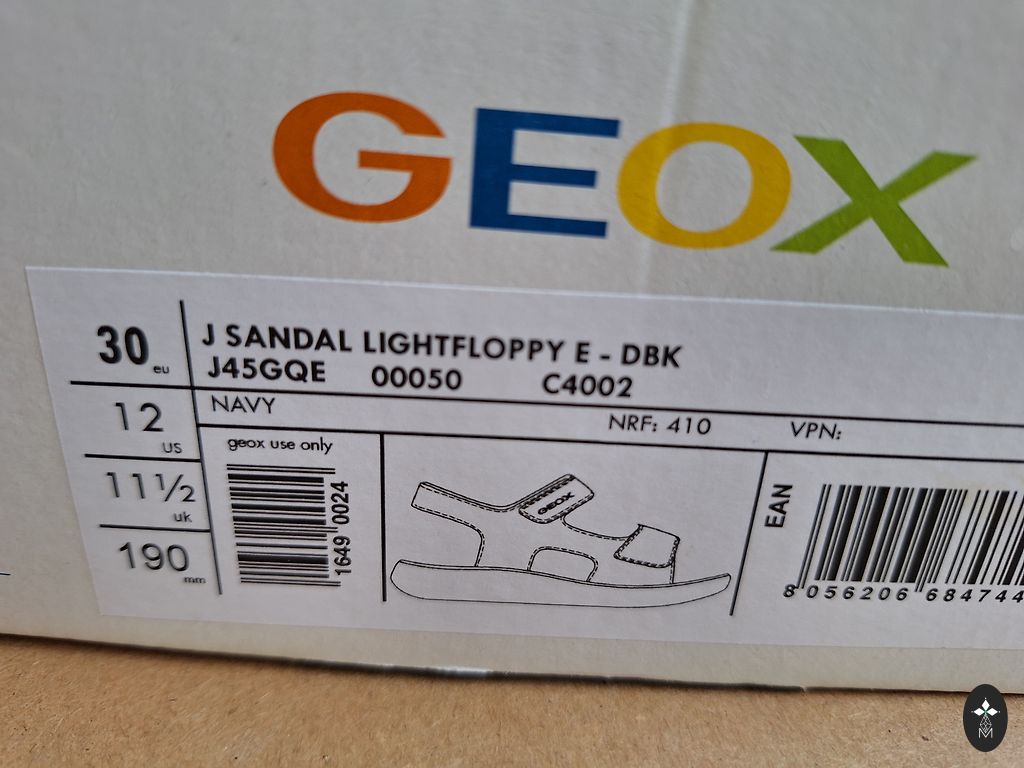 GEOX
30 eu
J SANDAL LIGHTFLOPPY E - DBK
J45GQE 00050 C4002
12 US
NAVY NRF: 410 VPN:
11½ uk
geox use only
190 mm
1649 0024
GEOX
EAN
8 056206 684744
M